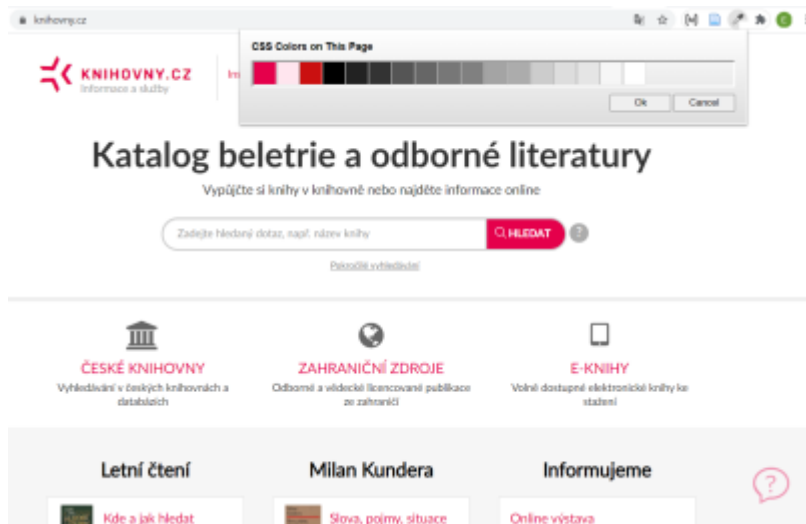 knihovny.cz
CSS Colors on This Page
Ok
Cancel
KNIHOVNY.CZ
Informace a služby
Katalog beletrie a odborné literatury
Vypůjčte si knihy v knihovně nebo najděte informace online
Zadejte hledaný dotaz, např. název knihy
HLEDAT
?
Pokročilé vyhledávání
ČESKÉ KNIHOVNY
Vyhledávání v českých knihovnách a
databázích
ZAHRANIČNÍ ZDROJE
Odborné a vědecké licencované publikace
ze zahraničí
E-KNIHY
Volně dostupné elektronické knihy ke
stažení
Letní čtení
Milan Kundera
Informujeme
?
Kde a jak hledat
Slova, pojmy, situace
Online výstava